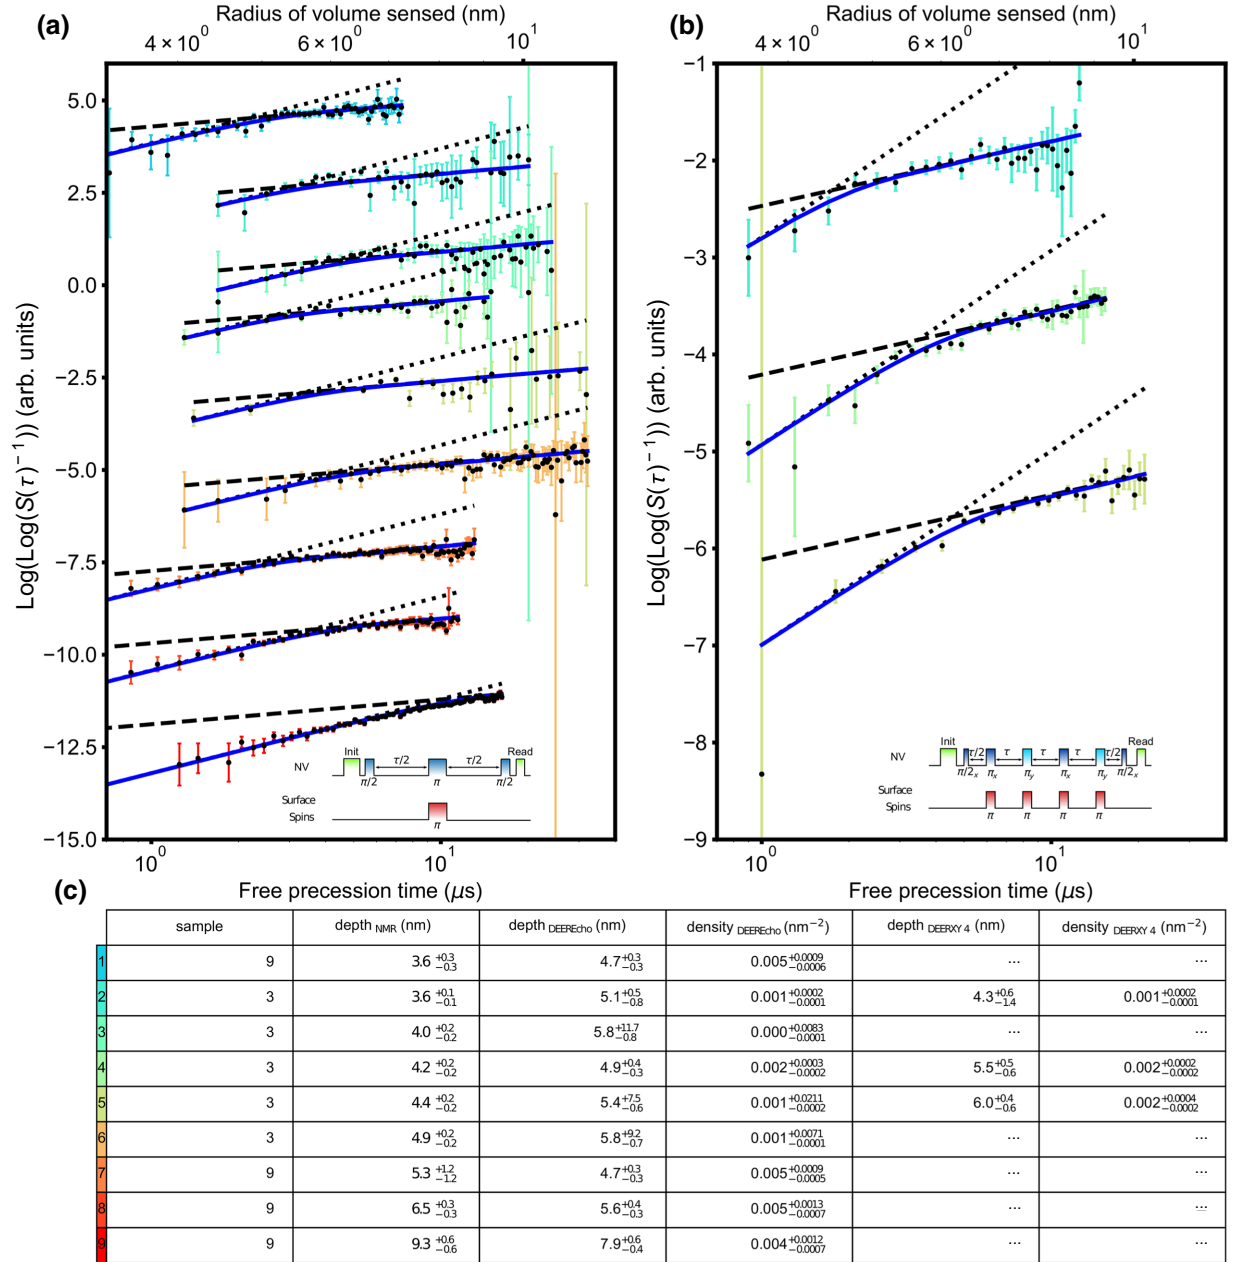 (a)
Radius of volume sensed (nm)
4 × 10⁰
6 × 10⁰
10¹
Log(Log(S(τ)⁻¹)) (arb. units)
5.0
2.5
0.0
−2.5
−5.0
−7.5
−10.0
−12.5
−15.0
10⁰
10¹
Free precession time (μs)
Init
τ/2
τ/2
Read
NV
π/2
π
π/2
Surface
Spins
π
(b)
Radius of volume sensed (nm)
4 × 10⁰
6 × 10⁰
10¹
Log(Log(S(τ)⁻¹)) (arb. units)
−1
−2
−3
−4
−5
−6
−7
−8
−9
10⁰
10¹
Free precession time (μs)
Init
τ/2
τ
τ
τ
τ/2
Read
NV
π/2ₓ
πₓ
π_y
πₓ
π_y
π/2ₓ
Surface
Spins
π
π
π
π
(c)
sample depth NMR (nm) depth DEEREcho (nm) density DEEREcho (nm⁻²) depth DEERXY 4 (nm) density DEERXY 4 (nm⁻²)
1 9 3.6 +0.3 −0.3 4.7 +0.3 −0.3 0.005 +0.0009 −0.0006 ... ...
2 3 3.6 +0.1 −0.1 5.1 +0.5 −0.8 0.001 +0.0002 −0.0001 4.3 +0.6 −1.4 0.001 +0.0002 −0.0001
3 3 4.0 +0.2 −0.2 5.8 +11.7 −0.8 0.000 +0.0083 −0.0001 ... ...
4 3 4.2 +0.2 −0.2 4.9 +0.4 −0.3 0.002 +0.0003 −0.0002 5.5 +0.5 −0.6 0.002 +0.0002 −0.0002
5 3 4.4 +0.2 −0.2 5.4 +7.5 −0.6 0.001 +0.0211 −0.0002 6.0 +0.4 −0.6 0.002 +0.0004 −0.0002
6 3 4.9 +0.2 −0.2 5.8 +9.2 −0.7 0.001 +0.0071 −0.0001 ... ...
7 9 5.3 +1.2 −1.2 4.7 +0.3 −0.3 0.005 +0.0009 −0.0005 ... ...
8 9 6.5 +0.3 −0.3 5.6 +0.4 −0.3 0.005 +0.0013 −0.0007 ... ...
9 9 9.3 +0.6 −0.6 7.9 +0.6 −0.4 0.004 +0.0012 −0.0007 ... ...